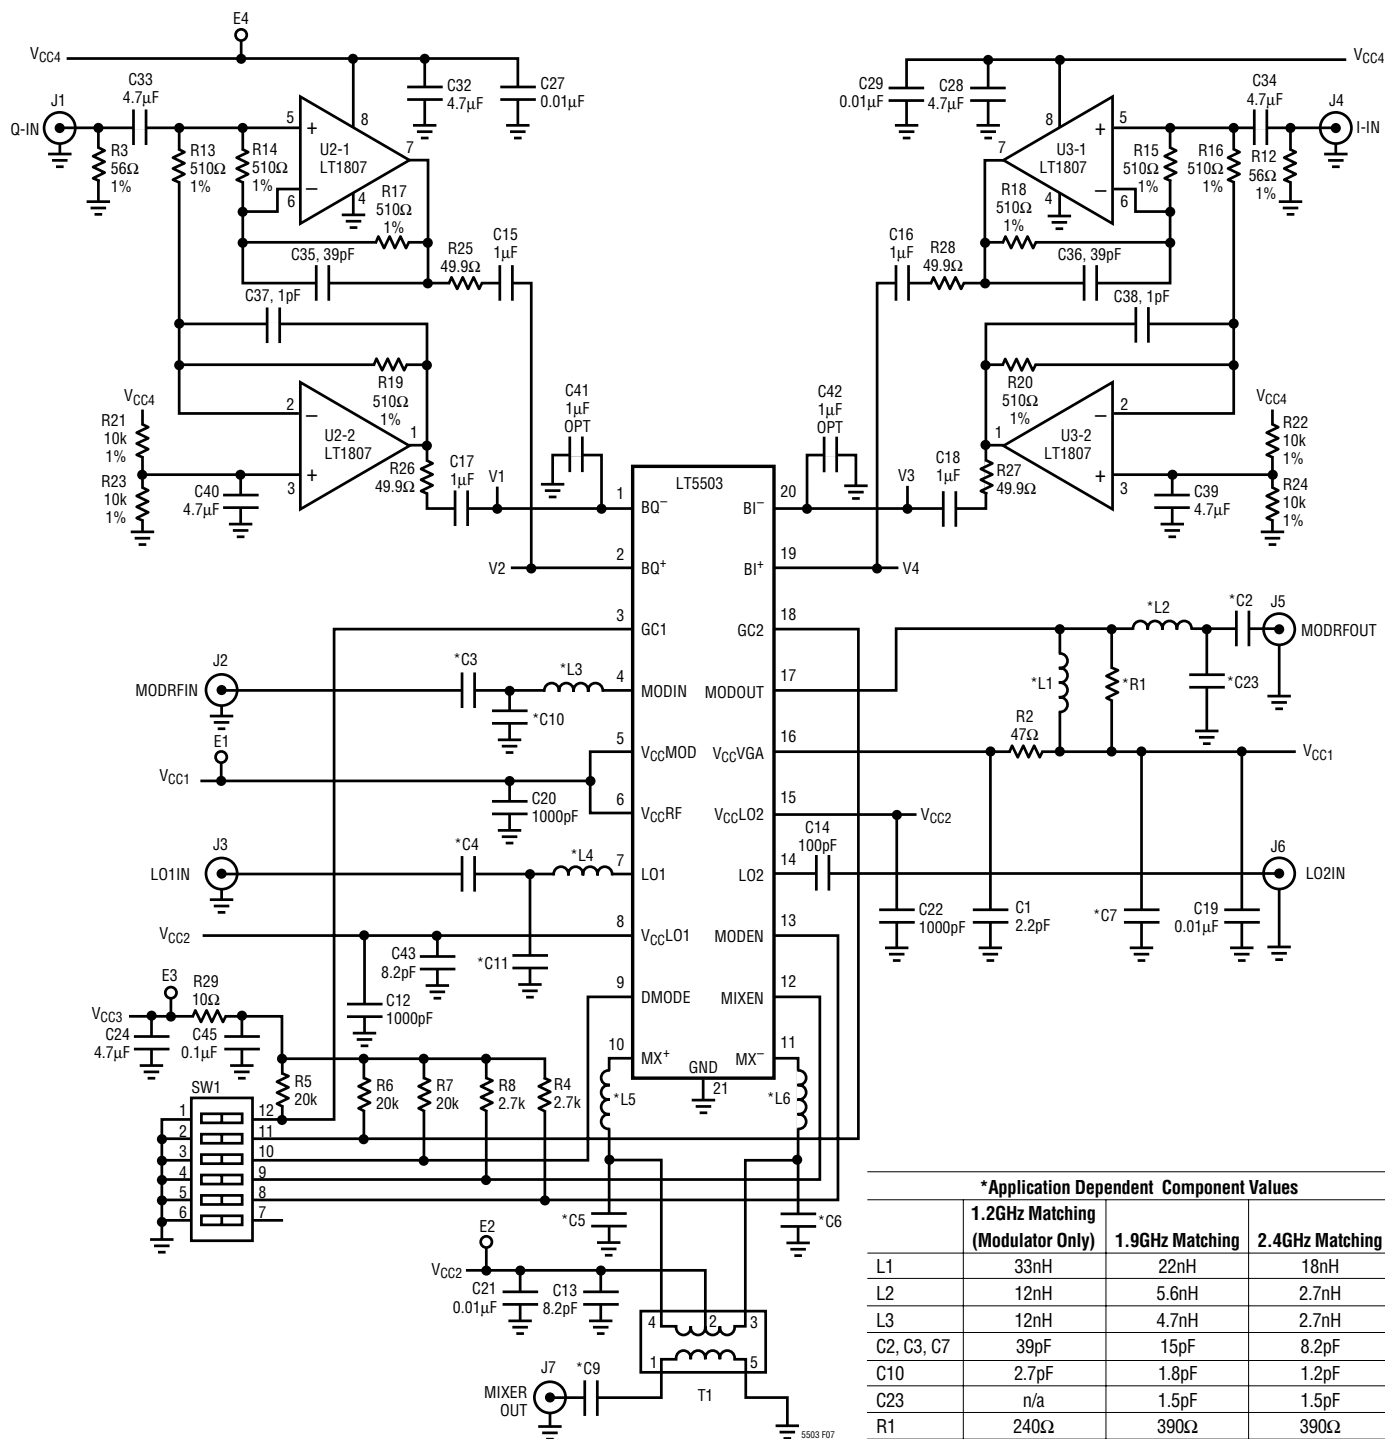 E4
VCC4
C33
4.7µF
J1
Q-IN
R3
56Ω
1%
R13
510Ω
1%
R14
510Ω
1%
5
+
U2-1
LT1807
−
6
8
7
4
C32
4.7µF
C27
0.01µF
R17
510Ω
1%
C35, 39pF
C37, 1pF
R25
49.9Ω
C15
1µF
R19
510Ω
1%
VCC4
R21
10k
1%
R23
10k
1%
C40
4.7µF
2
−
U2-2
LT1807
+
3
1
R26
49.9Ω
C17
1µF
V1
C41
1µF
OPT
V2
VCC4
C29
0.01µF
C28
4.7µF
C34
4.7µF
J4
I-IN
8
7
U3-1
LT1807
4
+
5
−
6
R15
510Ω
1%
R16
510Ω
1%
R12
56Ω
1%
R18
510Ω
1%
C16
1µF
R28
49.9Ω
C36, 39pF
C38, 1pF
R20
510Ω
1%
C42
1µF
OPT
V3
C18
1µF
R27
49.9Ω
1
U3-2
LT1807
−
2
+
3
VCC4
R22
10k
1%
R24
10k
1%
C39
4.7µF
V4
LT5503
1
BQ−
2
BQ+
3
GC1
4
MODIN
5
VCCMOD
6
VCCRF
7
LO1
8
VCCLO1
9
DMODE
10
MX+
20
BI−
19
BI+
18
GC2
17
MODOUT
16
VCCVGA
15
VCCLO2
14
LO2
13
MODEN
12
MIXEN
11
MX−
GND
21
J2
MODRFIN
*C3
*L3
*C10
E1
VCC1
C20
1000pF
J3
LO1IN
*C4
*L4
*C11
VCC2
C43
8.2pF
C12
1000pF
E3
VCC3
R29
10Ω
C24
4.7µF
C45
0.1µF
R5
20k
R6
20k
R7
20k
R8
2.7k
R4
2.7k
SW1
1
2
3
4
5
6
12
11
10
9
8
7
*L5
*L6
*C5
*C6
E2
VCC2
C21
0.01µF
C13
8.2pF
4
2
3
1
5
T1
J7
MIXER
OUT
*C9
5503 F07
*L2
*C2
J5
MODRFOUT
*L1
*R1
*C23
R2
47Ω
VCC1
VCC2
C14
100pF
J6
LO2IN
C22
1000pF
C1
2.2pF
*C7
C19
0.01µF
*Application Dependent Component Values
1.2GHz Matching (Modulator Only) 1.9GHz Matching 2.4GHz Matching
L1 33nH 22nH 18nH
L2 12nH 5.6nH 2.7nH
L3 12nH 4.7nH 2.7nH
C2, C3, C7 39pF 15pF 8.2pF
C10 2.7pF 1.8pF 1.2pF
C23 n/a 1.5pF 1.5pF
R1 240Ω 390Ω 390Ω